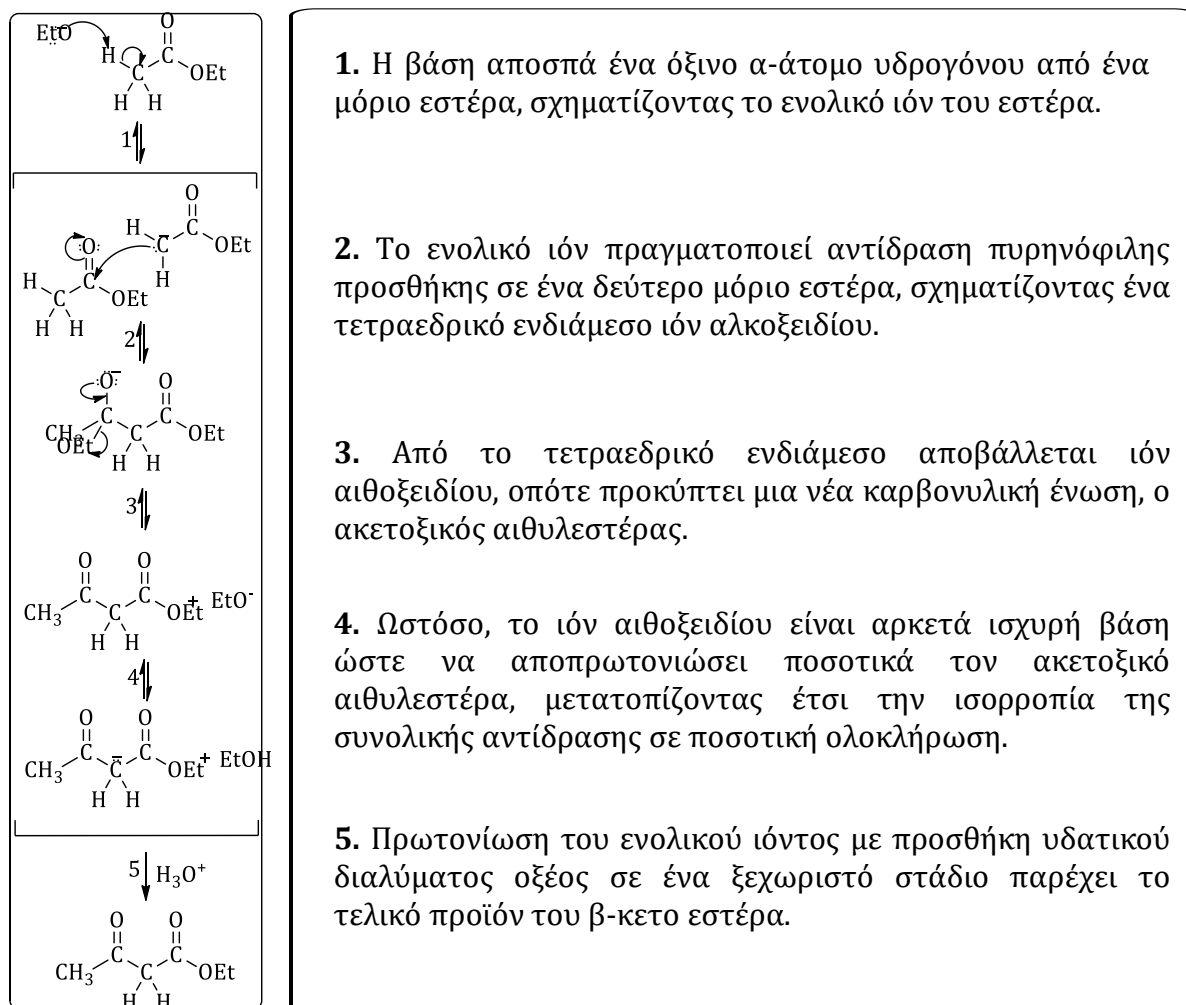 EtO
O
H
C
C
OEt
H H
1
O
H
C
C
OEt
H
O
H
C
C
OEt
H H
2
O
O
C
C
CH3
C
OEt
OEt
H H
3
O O
C C
CH3
C
OEt
+ EtO-
H H
4
O O
C C
CH3
C
OEt
+ EtOH
H H
5
H3O+
O O
C C
CH3
C
OEt
H H
1. Η βάση αποσπά ένα όξινο α-άτομο υδρογόνου από ένα
μόριο εστέρα, σχηματίζοντας το ενολικό ιόν του εστέρα.
2. Το ενολικό ιόν πραγματοποιεί αντίδραση πυρηνόφιλης
προσθήκης σε ένα δεύτερο μόριο εστέρα, σχηματίζοντας ένα
τετραεδρικό ενδιάμεσο ιόν αλκοξειδίου.
3. Από το τετραεδρικό ενδιάμεσο αποβάλλεται ιόν
αιθοξειδίου, οπότε προκύπτει μια νέα καρβονυλική ένωση, ο
ακετοξικός αιθυλεστέρας.
4. Ωστόσο, το ιόν αιθοξειδίου είναι αρκετά ισχυρή βάση
ώστε να αποπρωτονιώσει ποσοτικά τον ακετοξικό
αιθυλεστέρα, μετατοπίζοντας έτσι την ισορροπία της
συνολικής αντίδρασης σε ποσοτική ολοκλήρωση.
5. Πρωτονίωση του ενολικού ιόντος με προσθήκη υδατικού
διαλύματος οξέος σε ένα ξεχωριστό στάδιο παρέχει το
τελικό προϊόν του β-κετο εστέρα.